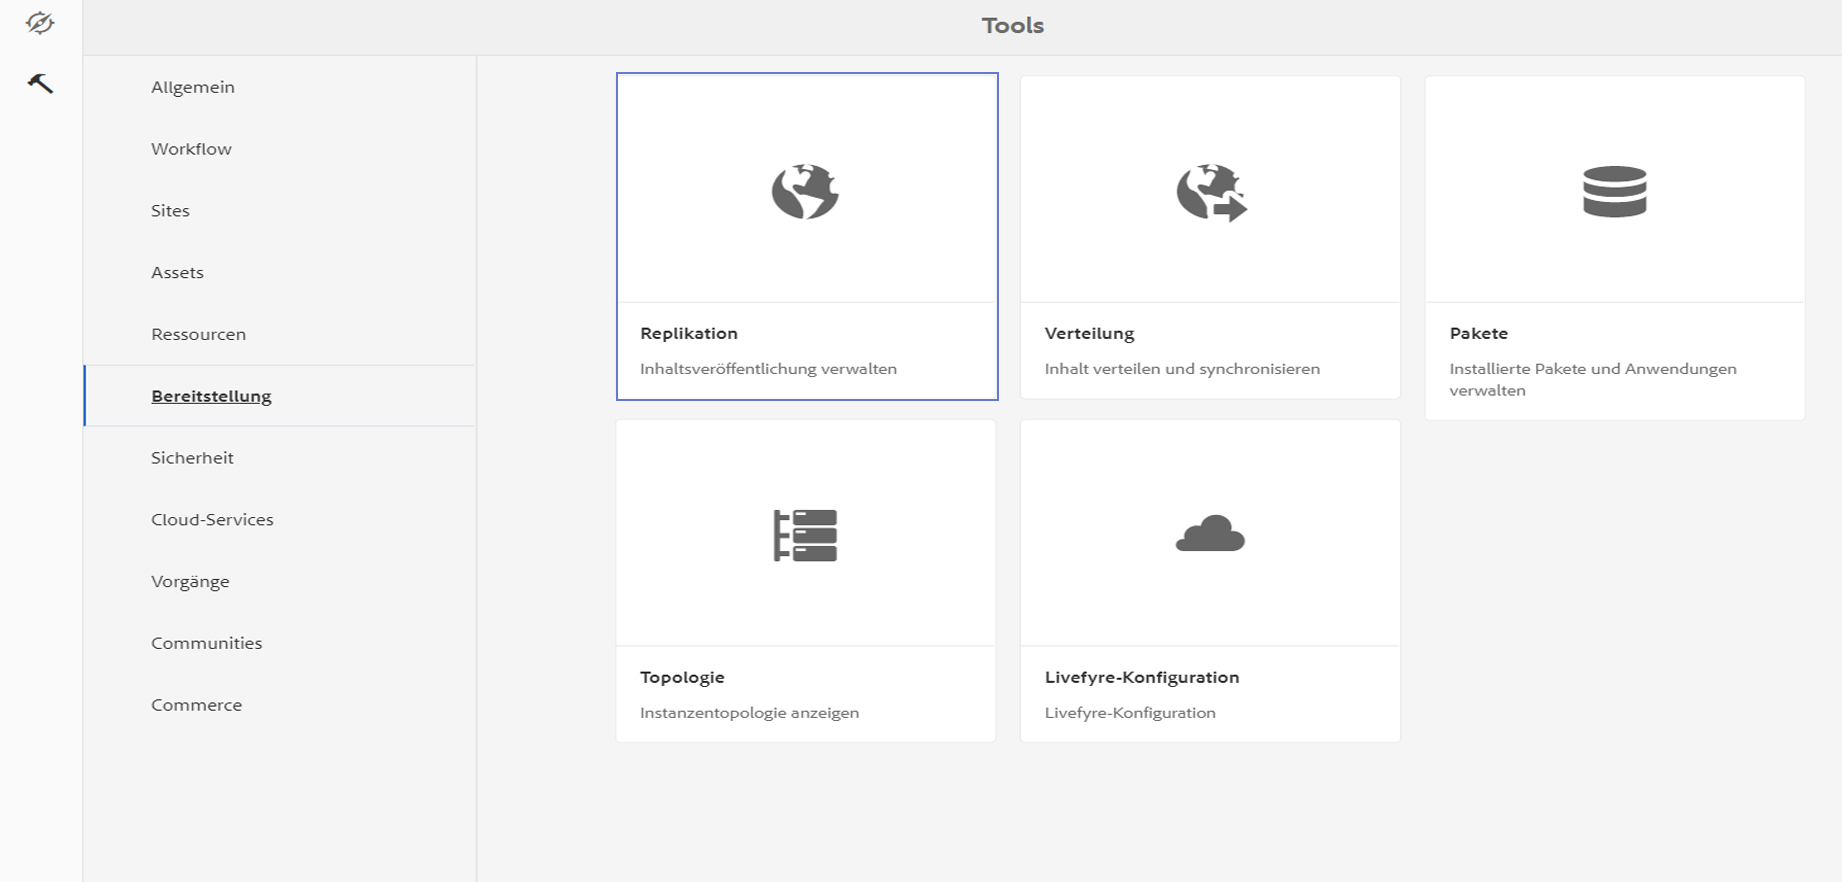 Tools
Allgemein
Workflow
Sites
Assets
Ressourcen
Bereitstellung
Sicherheit
Cloud-Services
Vorgänge
Communities
Commerce
Replikation
Inhaltsveröffentlichung verwalten
Verteilung
Inhalt verteilen und synchronisieren
Pakete
Installierte Pakete und Anwendungen
verwalten
Topologie
Instanzentopologie anzeigen
Livefyre-Konfiguration
Livefyre-Konfiguration